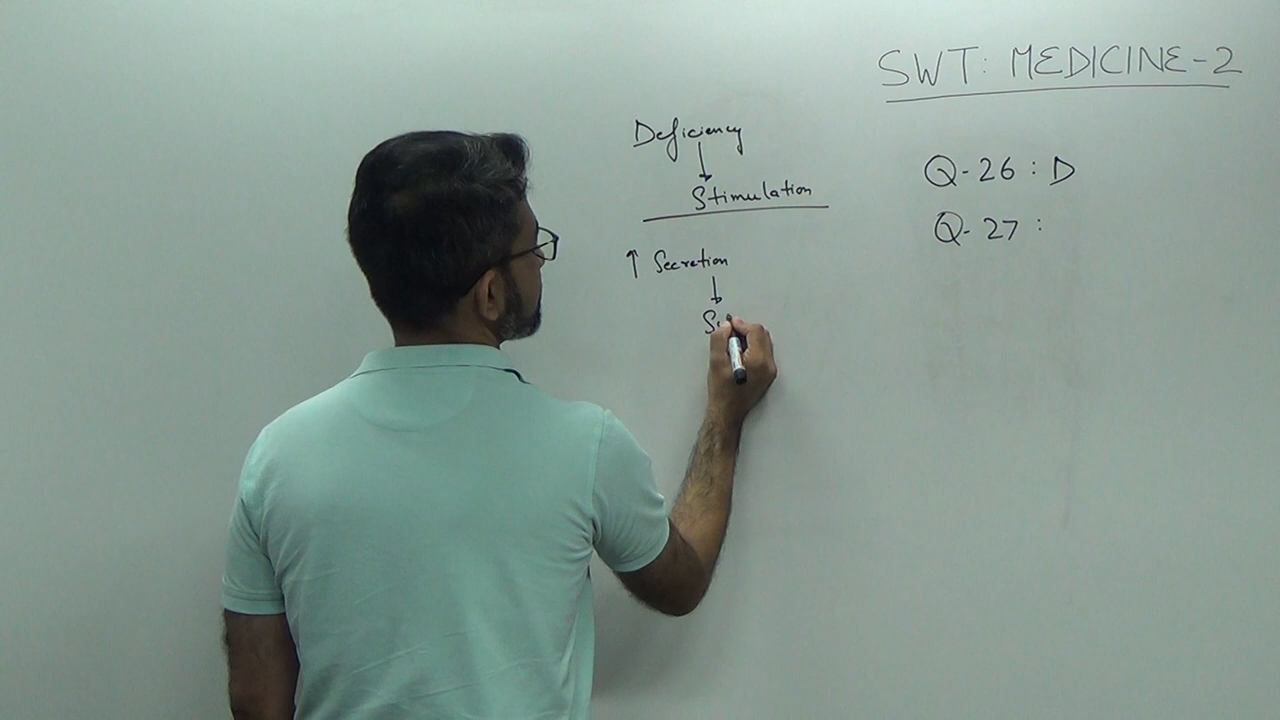 SWT: MEDICINE-2
Deficiency
↓
Stimulation
↑ Secretion
↓
Q-26 : D
Q-27 :